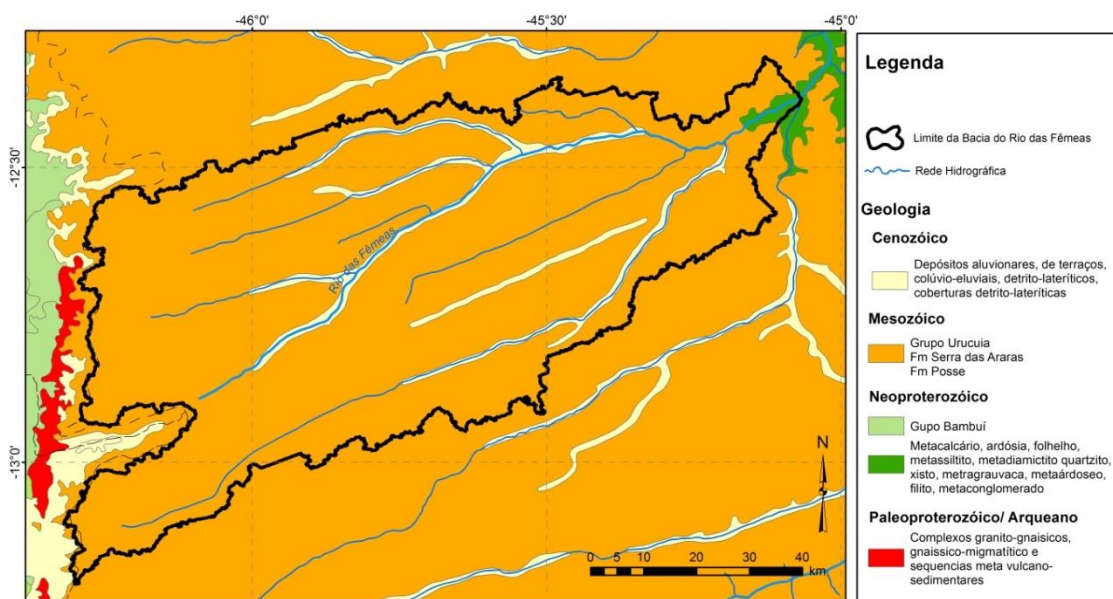 -46°0'
-45°30'
-45°0'
-12°30'
-13°0'
Rio das Fêmeas
N
0 5 10 20 30 40
km
Legenda
Limite da Bacia do Rio das Fêmeas
Rede Hidrográfica
Geologia
Cenozóico
Depósitos aluvionares, de terraços,
colúvio-eluviais, detrito-lateríticos,
coberturas detrito-lateríticas
Mesozóico
Grupo Urucuia
Fm Serra das Araras
Fm Posse
Neoproterozóico
Gupo Bambuí
Metacalcário, ardósia, folhelho,
metassiltito, metadiamictito quartzito,
xisto, metragrauvaca, metaárdoseo,
filito, metaconglomerado
Paleoproterozóico/ Arqueano
Complexos granito-gnaisicos,
gnaissico-migmatítico e
sequencias meta vulcano-
sedimentares